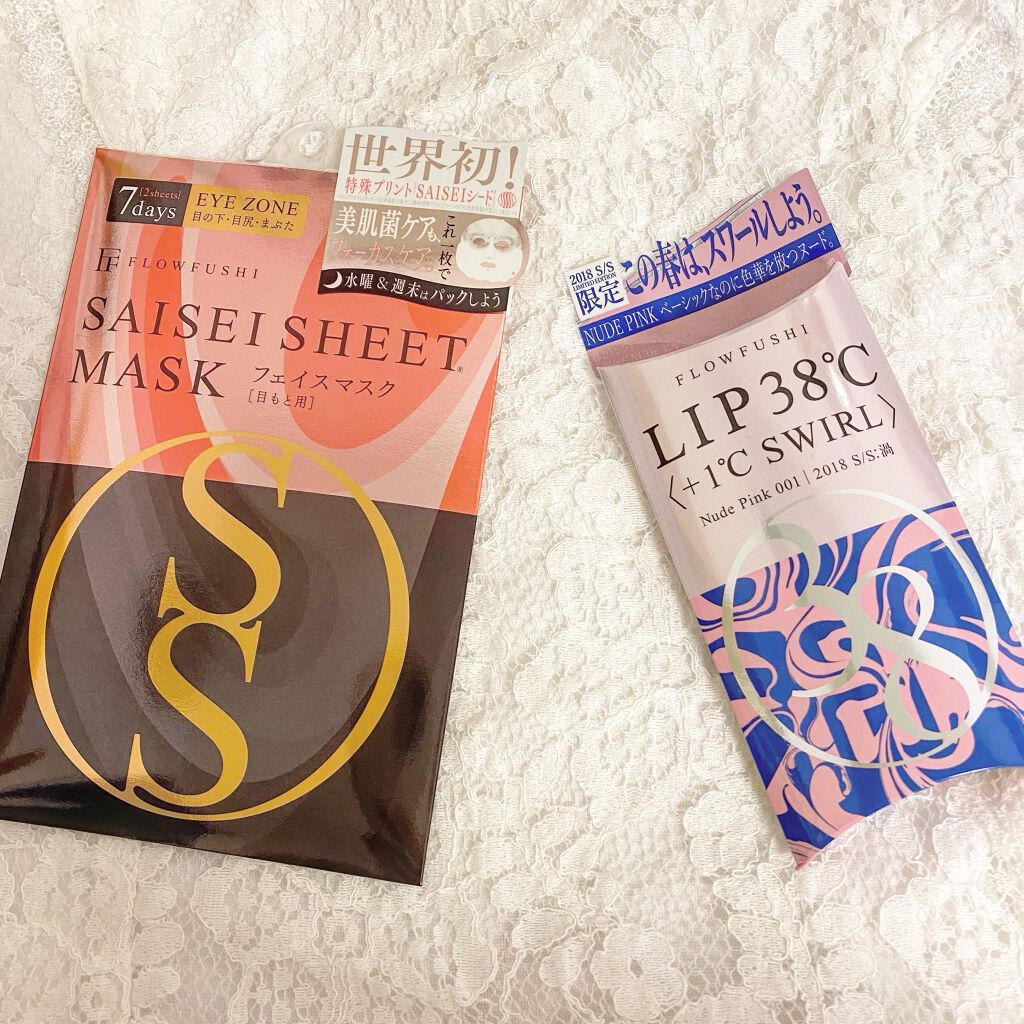 世界初!
特殊プリント「SAISEIシード」
美肌菌ケアも、
フォーカスケアも。
これ一枚で
水曜&週末はパックしよう
7days
[2sheets]
EYE ZONE
目の下・目尻・まぶた
FLOWFUSHI
SAISEI SHEET
MASK フェイスマスク
[目もと用]
SS
2018 S/S
LIMITED EDITION
限定
この春は、スワールしよう。
NUDE PINK ベーシックなのに色華を放つヌード。
FLOWFUSHI
LIP38℃
〈+1℃ SWIRL〉
Nude Pink 001 | 2018 S/S:渦
38